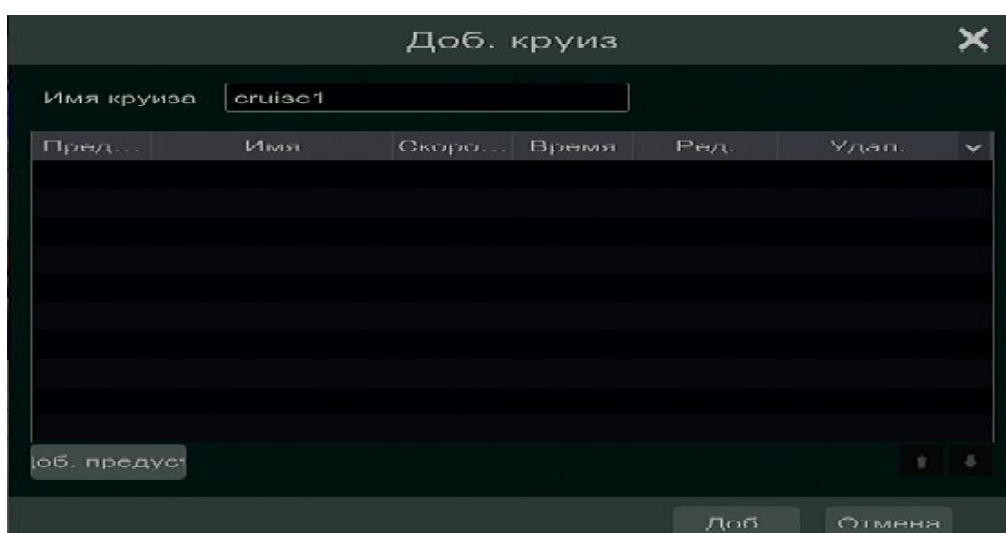 Доб. круиз
Имя круиза cruise1
Пред... Имя Скоро... Время Ред. Удал.
об. предус
Доб Отмена